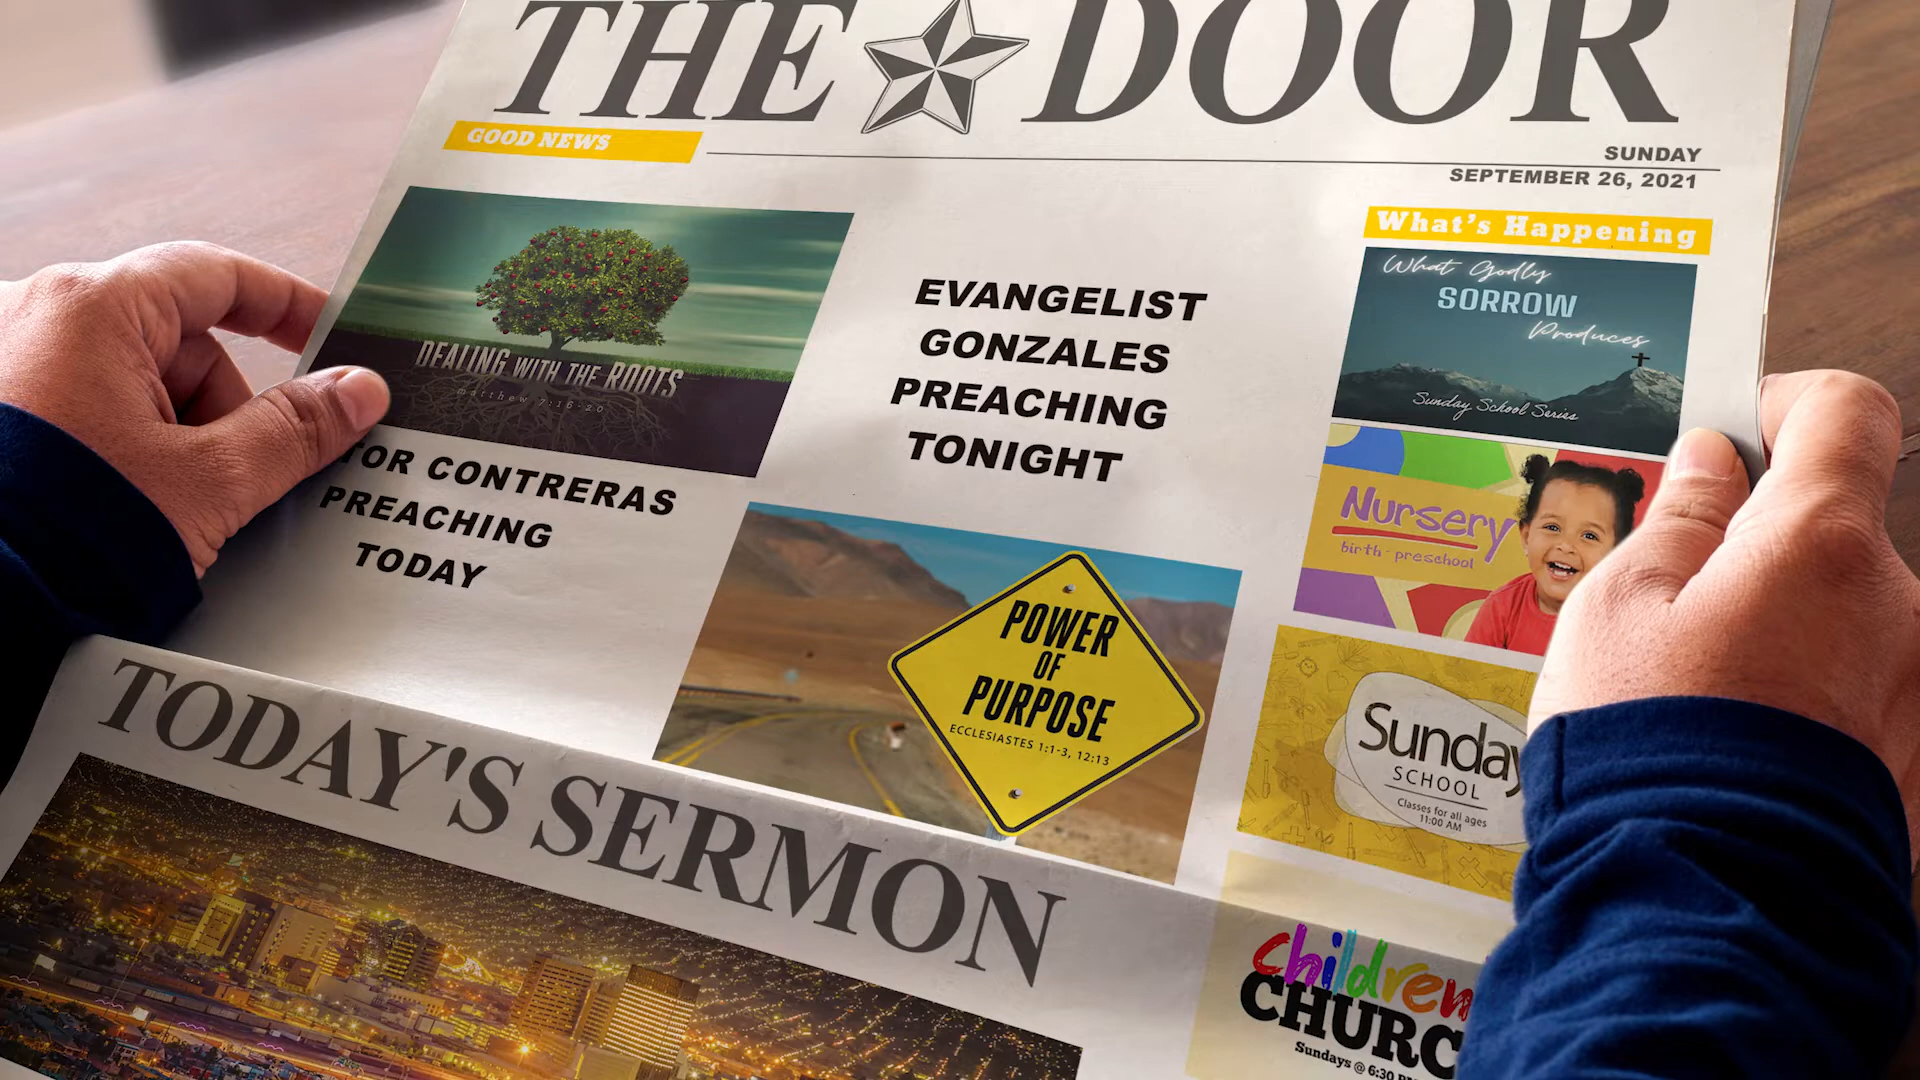 THE DOOR
GOOD NEWS
SUNDAY
SEPTEMBER 26, 2021
DEALING WITH THE ROOTS
matthew 7:16-20
TOR CONTRERAS
PREACHING
TODAY
EVANGELIST
GONZALES
PREACHING
TONIGHT
POWER
OF
PURPOSE
ECCLESIASTES 1:1-3, 12:13
What's Happening
What Godly
SORROW
Produces
Sunday School Series
Nursery
birth - preschool
Sunday
SCHOOL
Classes for all ages
11:00 AM
children
CHURC
Sundays @ 6:30 P
TODAY'S SERMON